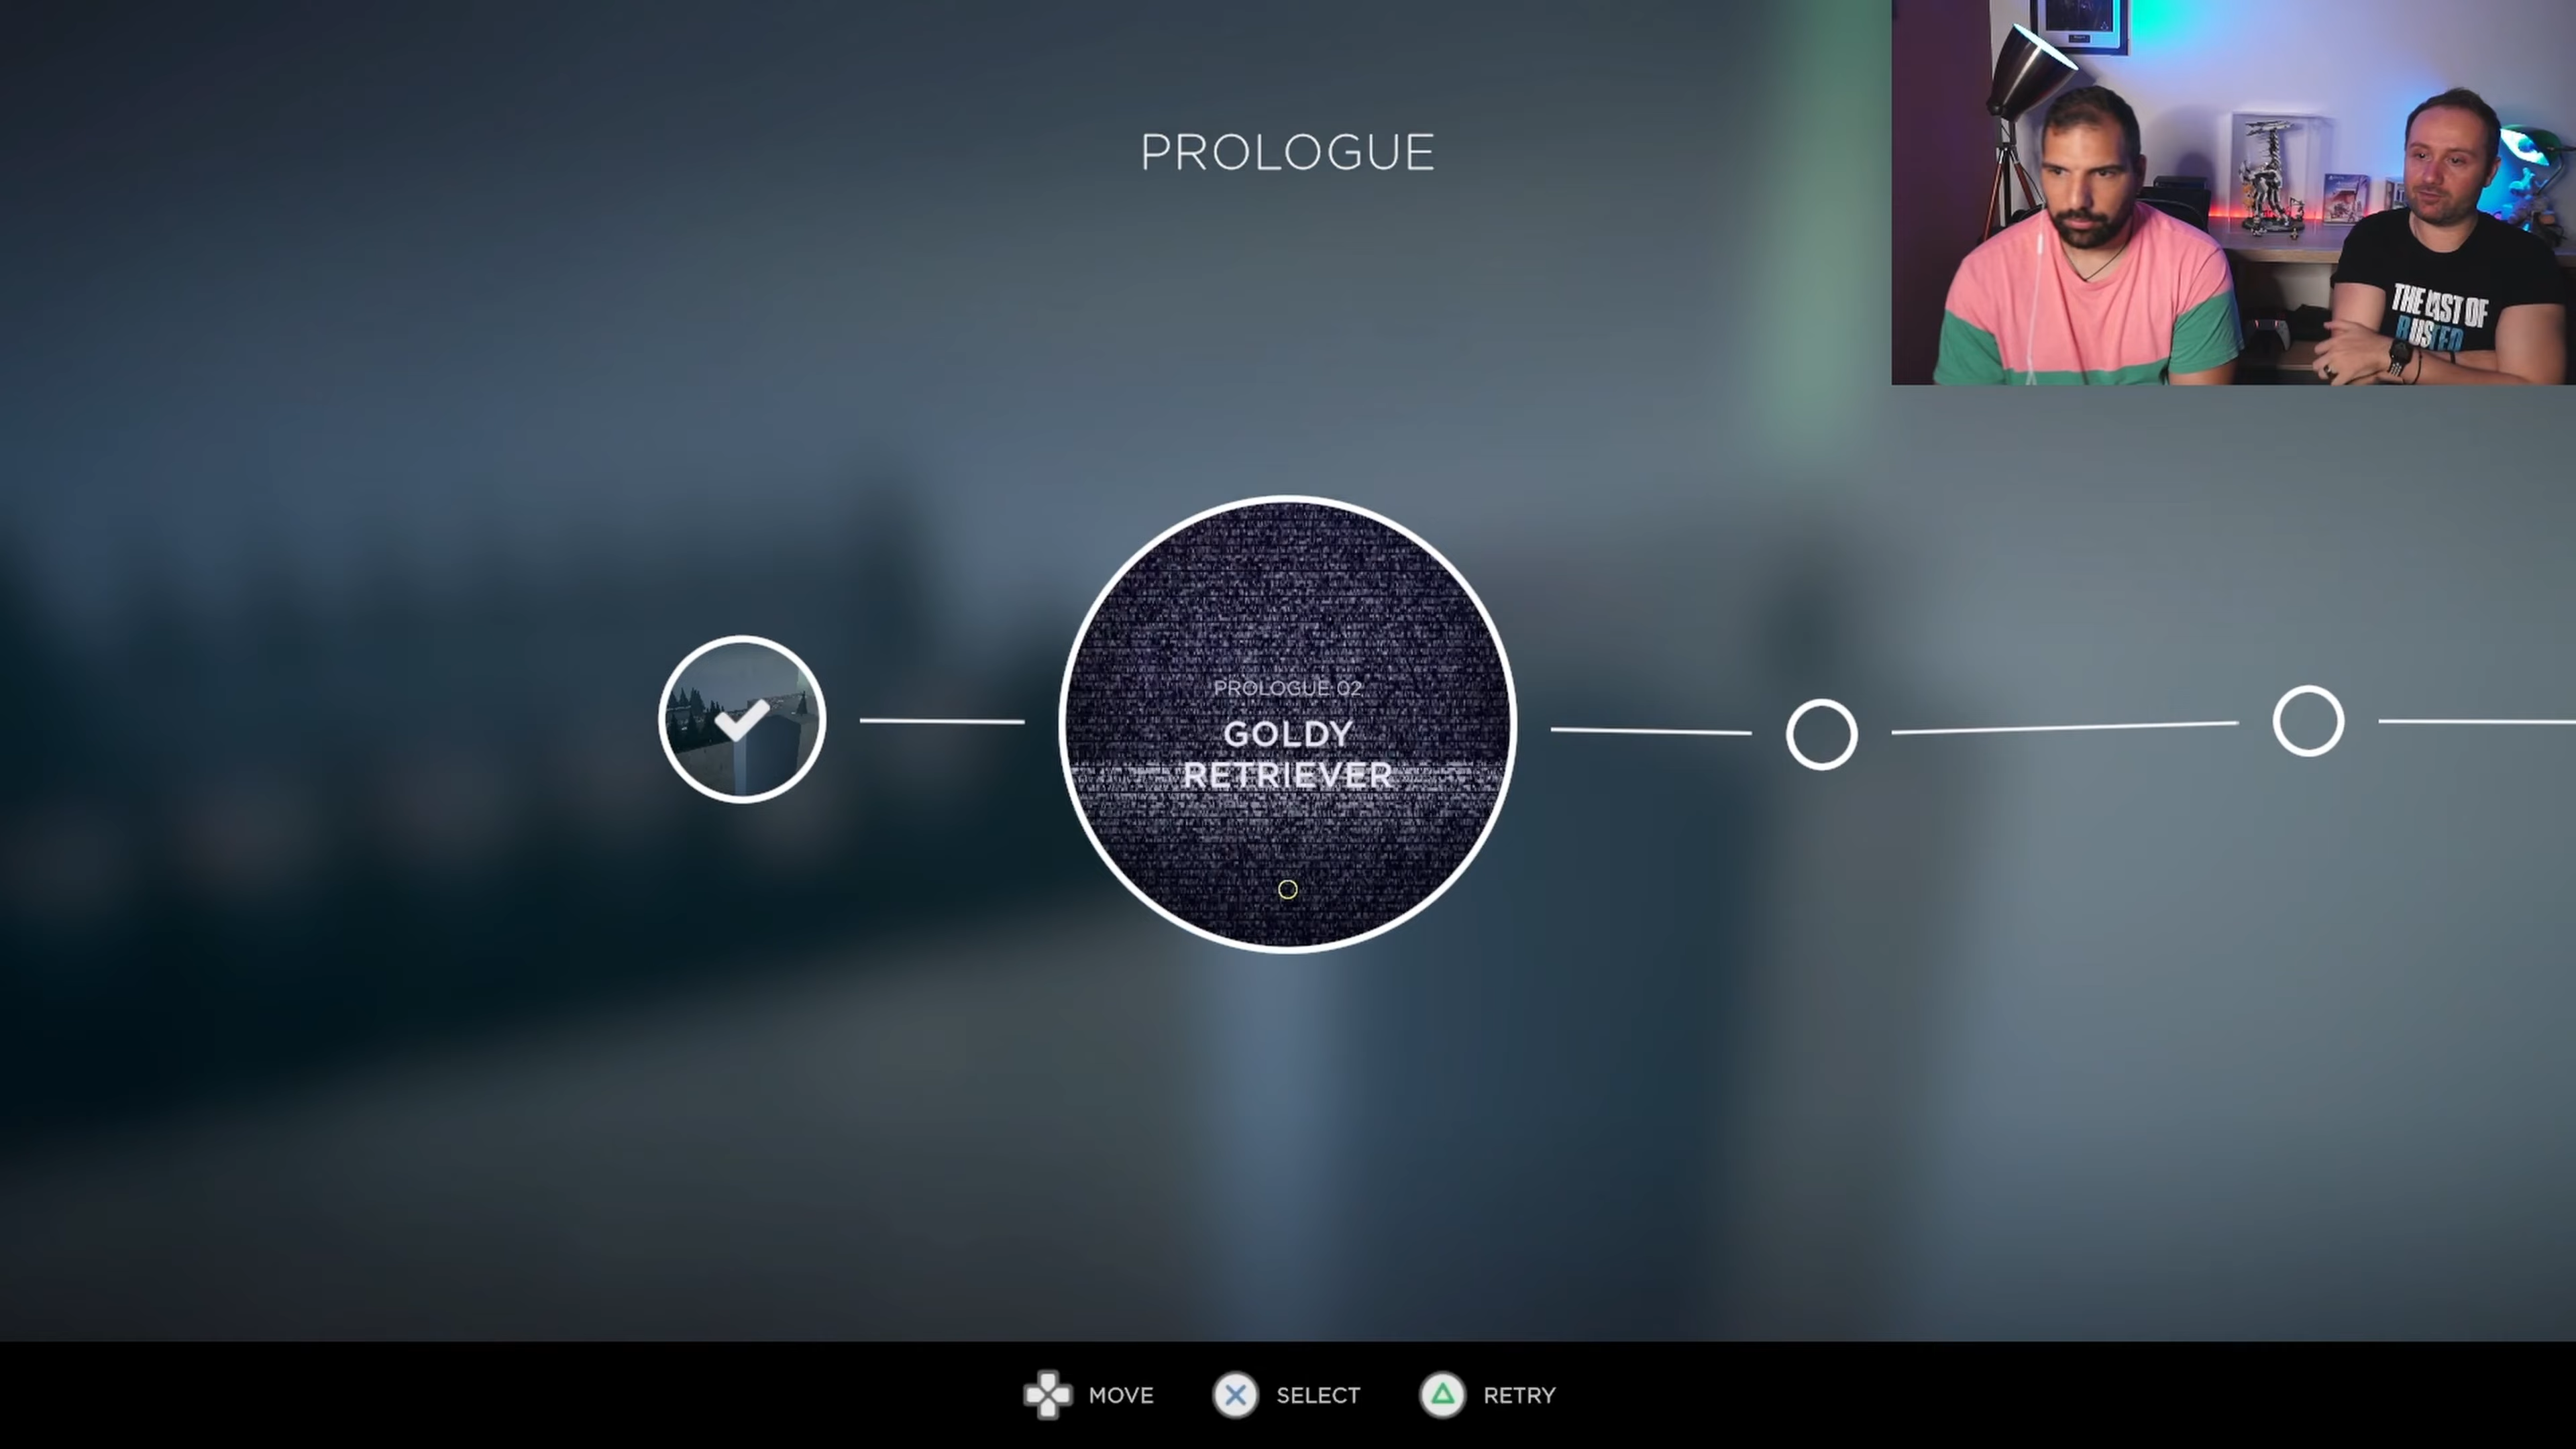 PROLOGUE
THE LAST OF
BUSTED
PROLOGUE 02
GOLDY
RETRIEVER
MOVE
SELECT
RETRY